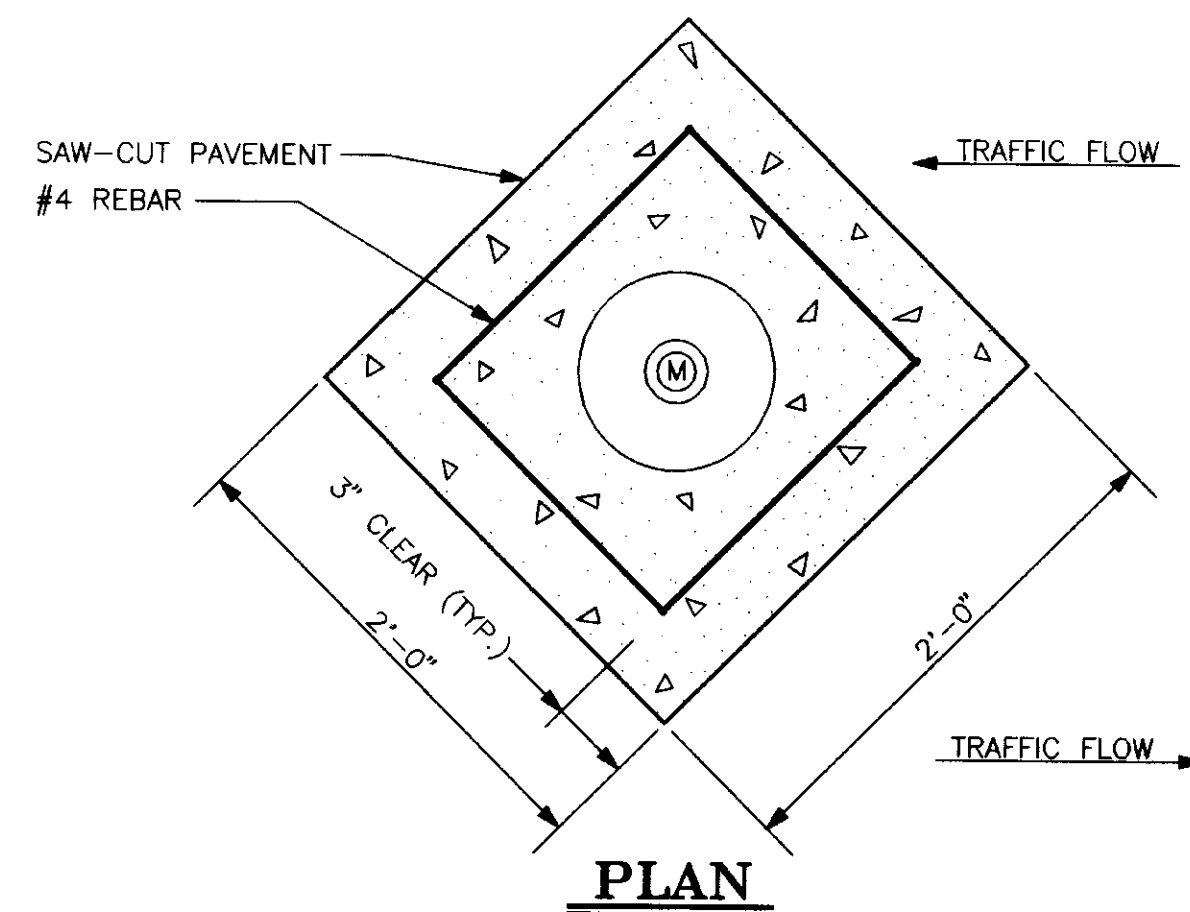 SAW-CUT PAVEMENT
#4 REBAR
TRAFFIC FLOW
M
3" CLEAR (TYP.)
2'-0"
2'-0"
TRAFFIC FLOW
PLAN